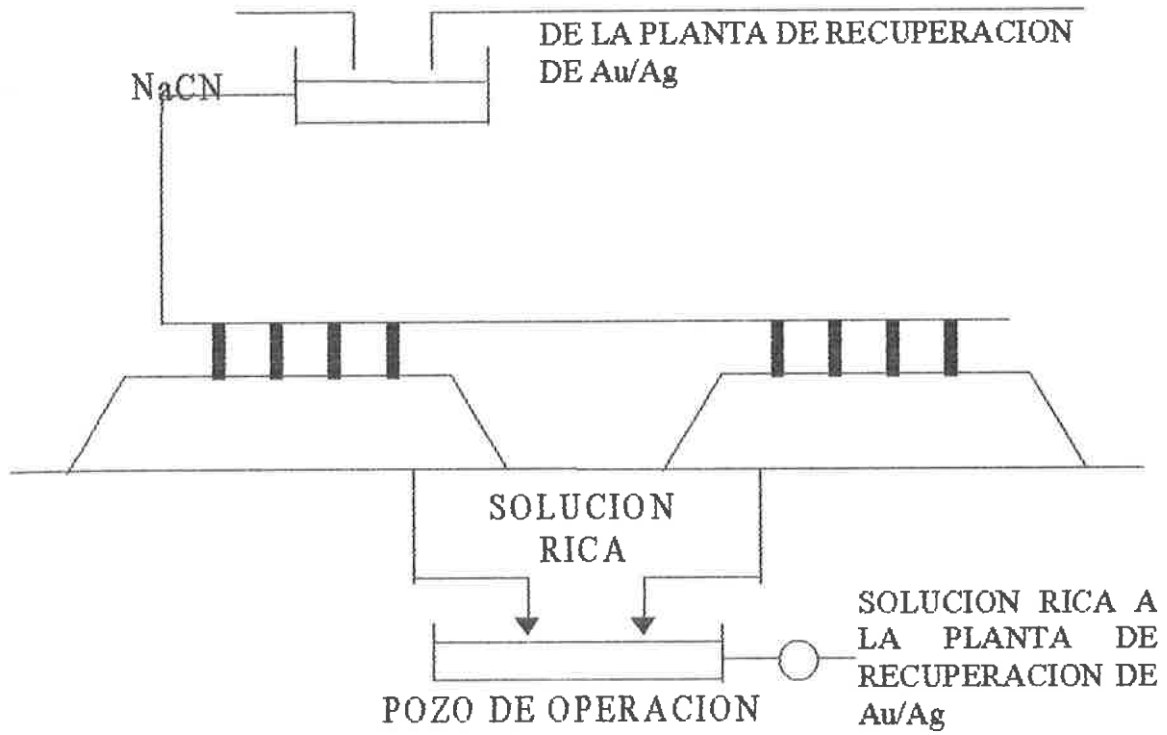 DE LA PLANTA DE RECUPERACION
DE Au/Ag
NaCN
SOLUCION
RICA
SOLUCION RICA A
LA PLANTA DE
RECUPERACION DE
Au/Ag
POZO DE OPERACION